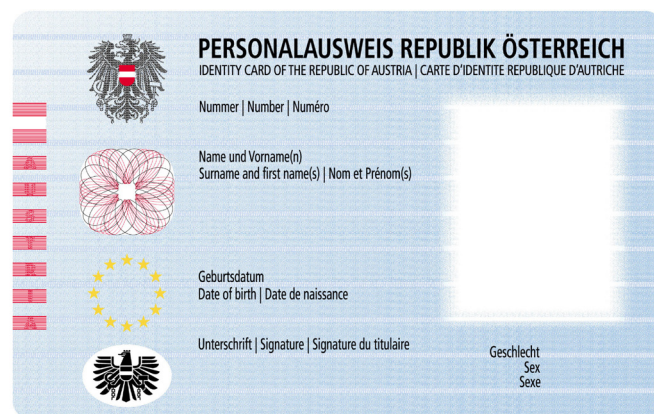 PERSONALAUSWEIS REPUBLIK ÖSTERREICH
IDENTITY CARD OF THE REPUBLIC OF AUSTRIA | CARTE D'IDENTITE REPUBLIQUE D'AUTRICHE
Nummer | Number | Numéro
Name und Vorname(n)
Surname and first name(s) | Nom et Prénom(s)
Geburtsdatum
Date of birth | Date de naissance
Unterschrift | Signature | Signature du titulaire
Geschlecht
Sex
Sexe
AUSTRIA